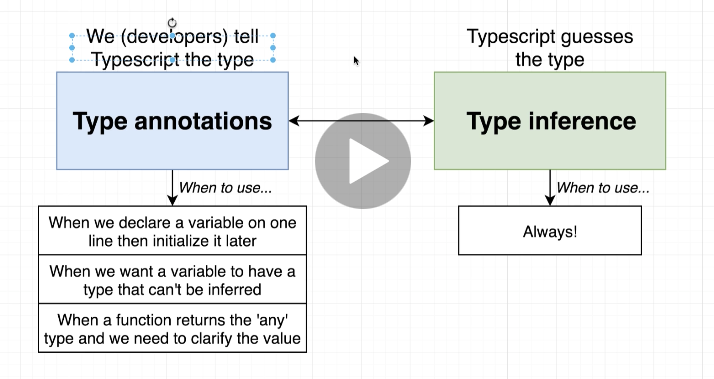 We (developers) tell
Typescript the type
Typescript guesses
the type
Type annotations
Type inference
When to use...
When to use...
When we declare a variable on one
line then initialize it later
When we want a variable to have a
type that can't be inferred
When a function returns the 'any'
type and we need to clarify the value
Always!